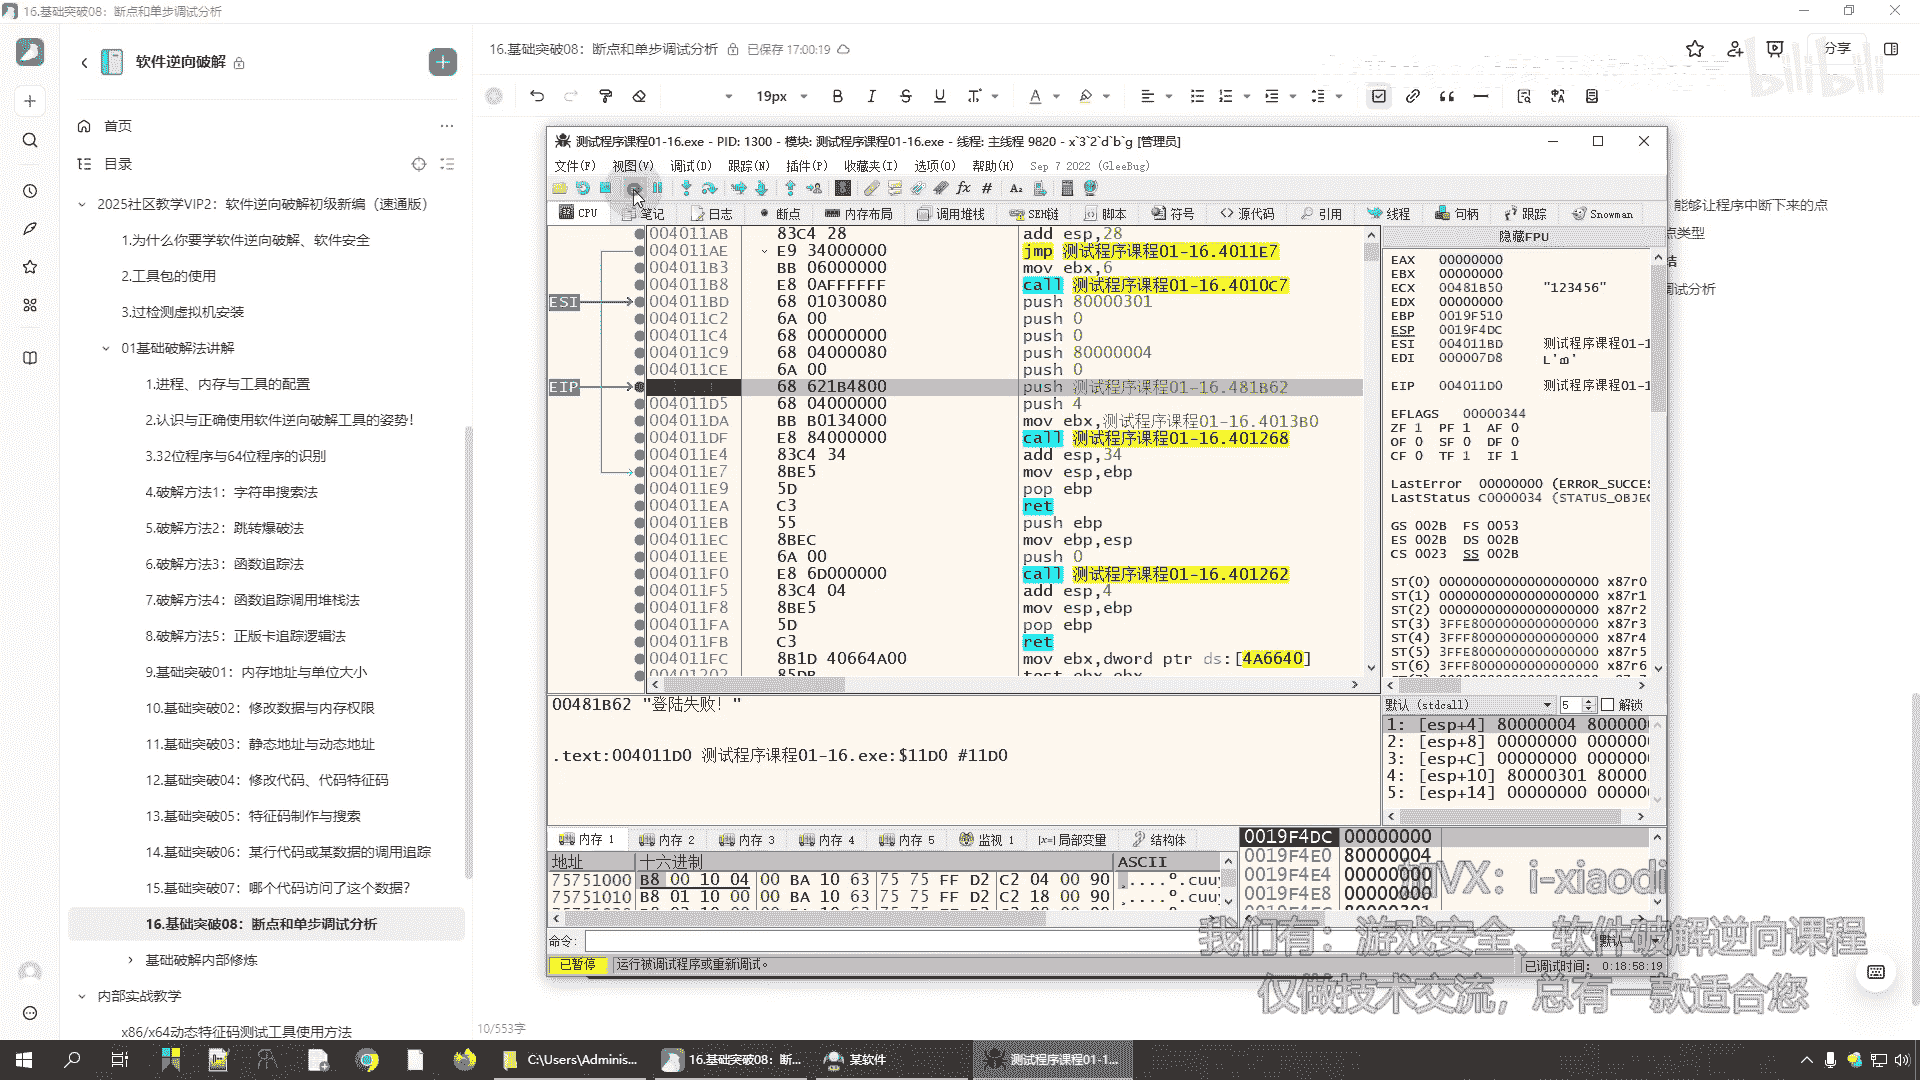 16.基础突破08：断点和单步调试分析
软件逆向破解
首页
目录
2025社区教学VIP2：软件逆向破解初级新编（速通版）
1.为什么你要学软件逆向破解、软件安全
2.工具包的使用
3.过检测虚拟机安装
01基础破解法讲解
1.进程、内存与工具的配置
2.认识与正确使用软件逆向破解工具的姿势！
3.32位程序与64位程序的识别
4.破解方法1：字符串搜索法
5.破解方法2：跳转爆破法
6.破解方法3：函数追踪法
7.破解方法4：函数追踪调用堆栈法
8.破解方法5：正版卡追踪逻辑法
9.基础突破01：内存地址与单位大小
10.基础突破02：修改数据与内存权限
11.基础突破03：静态地址与动态地址
12.基础突破04：修改代码、代码特征码
13.基础突破05：特征码制作与搜索
14.基础突破06：某行代码或某数据的调用追踪
15.基础突破07：哪个代码访问了这个数据？
16.基础突破08：断点和单步调试分析
基础破解内部修炼
内部实战教学
x86/x64动态特征码测试工具使用方法
16.基础突破08：断点和单步调试分析 已保存 17:00:19
分享
bilibili
19px
能够让程序中断下来的点
点类型
调试分析
测试程序课程01-16.exe - PID: 1300 - 模块: 测试程序课程01-16.exe - 线程: 主线程 9820 - x`3`2`d`b`g [管理员]
文件(F) 视图(V) 调试(D) 跟踪(N) 插件(P) 收藏夹(I) 选项(O) 帮助(H) Sep 7 2022 (GleeBug)
CPU 笔记 日志 断点 内存布局 调用堆栈 SEH链 脚本 符号 源代码 引用 线程 句柄 跟踪 Snowman
004011AB 83C4 28 add esp,28
004011AE E9 34000000 jmp 测试程序课程01-16.4011E7
004011B3 BB 06000000 mov ebx,6
004011B8 E8 0AFFFFFF call 测试程序课程01-16.4010C7
ESI 004011BD 68 01030080 push 80000301
004011C2 6A 00 push 0
004011C4 68 00000000 push 0
004011C9 68 04000080 push 80000004
004011CE 6A 00 push 0
EIP 68 621B4800 push 测试程序课程01-16.481B62
004011D5 68 04000000 push 4
004011DA BB B0134000 mov ebx,测试程序课程01-16.4013B0
004011DF E8 84000000 call 测试程序课程01-16.401268
004011E4 83C4 34 add esp,34
004011E7 8BE5 mov esp,ebp
004011E9 5D pop ebp
004011EA C3 ret
004011EB 55 push ebp
004011EC 8BEC mov ebp,esp
004011EE 6A 00 push 0
004011F0 E8 6D000000 call 测试程序课程01-16.401262
004011F5 83C4 04 add esp,4
004011F8 8BE5 mov esp,ebp
004011FA 5D pop ebp
004011FB C3 ret
004011FC 8B1D 40664A00 mov ebx,dword ptr ds:[4A6640]
隐藏FPU
EAX 00000000
EBX 00000000
ECX 00481B50 "123456"
EDX 00000000
EBP 0019F510
ESP 0019F4DC
ESI 004011BD 测试程序课程01-1
EDI 000007D8 L'ߘ'
EIP 004011D0 测试程序课程01-1
EFLAGS 00000344
ZF 1 PF 1 AF 0
OF 0 SF 0 DF 0
CF 0 TF 1 IF 1
LastError 00000000 (ERROR_SUCCES
LastStatus C0000034 (STATUS_OBJEC
GS 002B FS 0053
ES 002B DS 002B
CS 0023 SS 002B
ST(0) 00000000000000000000 x87r0
ST(1) 00000000000000000000 x87r1
ST(2) 00000000000000000000 x87r2
ST(3) 3FFF8000000000000000 x87r3
ST(4) 3FFF8000000000000000 x87r4
ST(5) 3FFF8000000000000000 x87r5
ST(6) 3FFE8000000000000000 x87r6
00481B62 "登陆失败！"
.text:004011D0 测试程序课程01-16.exe:$11D0 #11D0
默认 (stdcall) 5 解锁
1: [esp+4] 80000004 800000
2: [esp+8] 00000000 000000
3: [esp+C] 00000000 000000
4: [esp+10] 80000301 80000
5: [esp+14] 00000000 00000
内存 1 内存 2 内存 3 内存 4 内存 5 监视 1 局部变量 结构体
地址 十六进制 ASCII
75751000 B8 00 10 04 00 BA 10 63 75 75 FF D2 C2 04 00 90 ¸....º.cuu
75751010 B8 01 10 00 00 BA 10 63 75 75 FF D2 C2 18 00 90 ¸....º.cuu
0019F4DC 00000000
0019F4E0 80000004
0019F4E4 00000000
0019F4E8 00000000
命令： 默认
已暂停 运行被调试程序或重新调试。 已调试时间： 0:18:58:19
加VX：i-xiaodi
我们有：游戏安全、软件破解逆向课程
仅做技术交流，总有一款适合您
10/553字
C:\Users\Adminis... 16.基础突破08：断... 某软件 测试程序课程01-1...